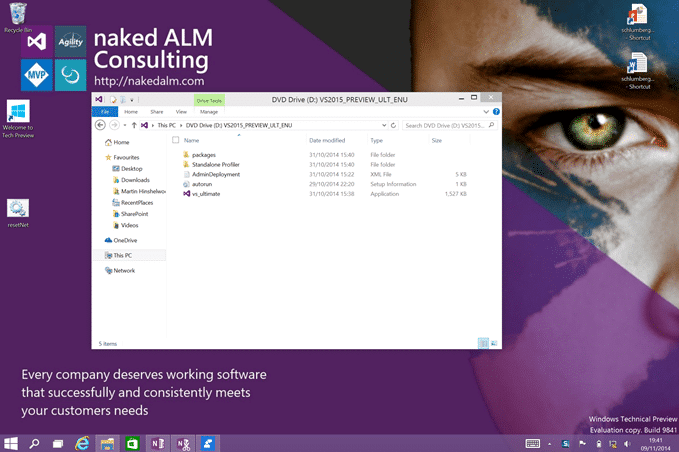 Recycle Bin
Agility
MVP
naked ALM
Consulting
http://nakedalm.com
schlumberg...
- Shortcut
schlumberg...
- Shortcut
Welcome to
Tech Preview
resetNet
Drive Tools
DVD Drive (D:) VS2015_PREVIEW_ULT_ENU
File
Home
Share
View
Manage
This PC
DVD Drive (D:) VS2015_PREVIEW_ULT_ENU
Search DVD Drive (D:) VS2015...
Home
Favourites
Desktop
Downloads
Martin Hinshelwo
RecentPlaces
SharePoint
Videos
OneDrive
This PC
Network
Name Date modified Type Size
packages 31/10/2014 15:40 File folder
Standalone Profiler 31/10/2014 15:40 File folder
AdminDeployment 31/10/2014 15:22 XML File 5 KB
autorun 29/10/2014 22:20 Setup Information 1 KB
vs_ultimate 31/10/2014 15:38 Application 1,527 KB
5 items
Every company deserves working software
that successfully and consistently meets
your customers needs
Windows Technical Preview
Evaluation copy. Build 9841
19:41
09/11/2014